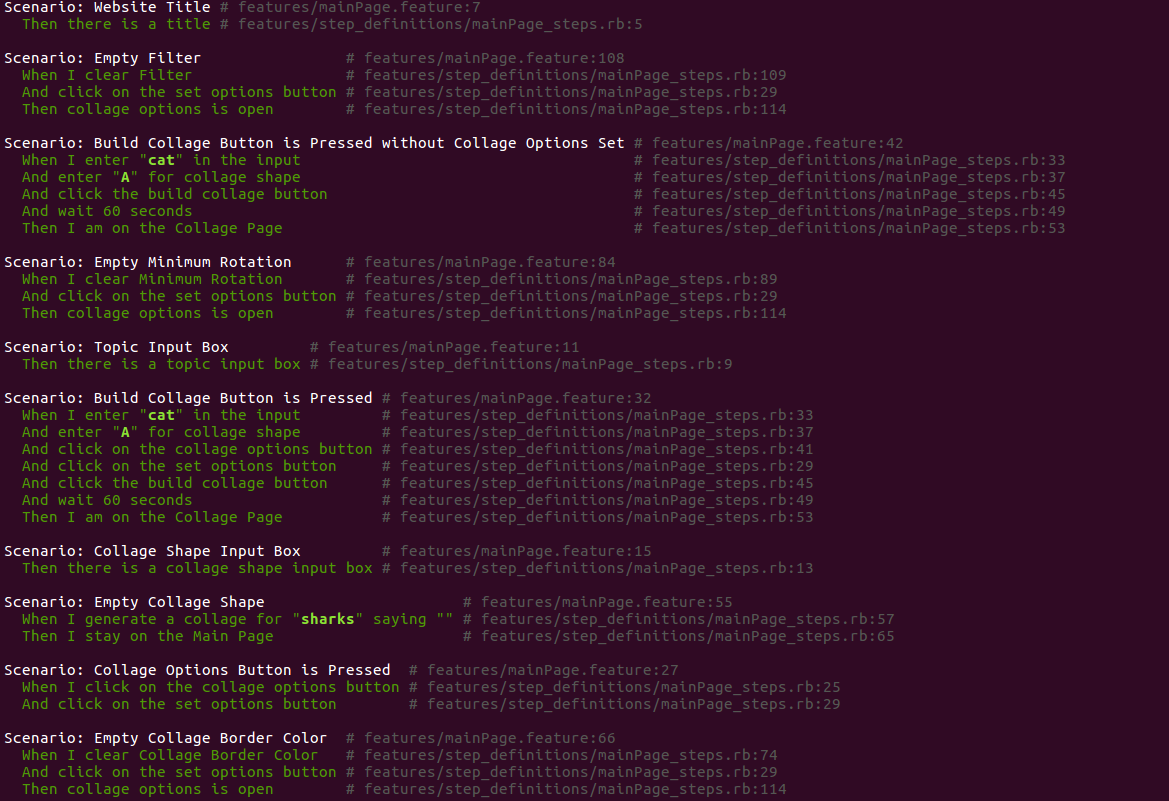 Scenario: Website Title # features/mainPage.feature:7
  Then there is a title # features/step_definitions/mainPage_steps.rb:5

Scenario: Empty Filter                # features/mainPage.feature:108
  When I clear Filter                 # features/step_definitions/mainPage_steps.rb:109
  And click on the set options button # features/step_definitions/mainPage_steps.rb:29
  Then collage options is open        # features/step_definitions/mainPage_steps.rb:114

Scenario: Build Collage Button is Pressed without Collage Options Set # features/mainPage.feature:42
  When I enter "cat" in the input                                     # features/step_definitions/mainPage_steps.rb:33
  And enter "A" for collage shape                                     # features/step_definitions/mainPage_steps.rb:37
  And click the build collage button                                  # features/step_definitions/mainPage_steps.rb:45
  And wait 60 seconds                                                 # features/step_definitions/mainPage_steps.rb:49
  Then I am on the Collage Page                                       # features/step_definitions/mainPage_steps.rb:53

Scenario: Empty Minimum Rotation      # features/mainPage.feature:84
  When I clear Minimum Rotation       # features/step_definitions/mainPage_steps.rb:89
  And click on the set options button # features/step_definitions/mainPage_steps.rb:29
  Then collage options is open        # features/step_definitions/mainPage_steps.rb:114

Scenario: Topic Input Box         # features/mainPage.feature:11
  Then there is a topic input box # features/step_definitions/mainPage_steps.rb:9

Scenario: Build Collage Button is Pressed # features/mainPage.feature:32
  When I enter "cat" in the input         # features/step_definitions/mainPage_steps.rb:33
  And enter "A" for collage shape         # features/step_definitions/mainPage_steps.rb:37
  And click on the collage options button # features/step_definitions/mainPage_steps.rb:41
  And click on the set options button     # features/step_definitions/mainPage_steps.rb:29
  And click the build collage button      # features/step_definitions/mainPage_steps.rb:45
  And wait 60 seconds                     # features/step_definitions/mainPage_steps.rb:49
  Then I am on the Collage Page           # features/step_definitions/mainPage_steps.rb:53

Scenario: Collage Shape Input Box         # features/mainPage.feature:15
  Then there is a collage shape input box # features/step_definitions/mainPage_steps.rb:13

Scenario: Empty Collage Shape                      # features/mainPage.feature:55
  When I generate a collage for "sharks" saying "" # features/step_definitions/mainPage_steps.rb:57
  Then I stay on the Main Page                     # features/step_definitions/mainPage_steps.rb:65

Scenario: Collage Options Button is Pressed  # features/mainPage.feature:27
  When I click on the collage options button # features/step_definitions/mainPage_steps.rb:25
  And click on the set options button        # features/step_definitions/mainPage_steps.rb:29

Scenario: Empty Collage Border Color  # features/mainPage.feature:66
  When I clear Collage Border Color   # features/step_definitions/mainPage_steps.rb:74
  And click on the set options button # features/step_definitions/mainPage_steps.rb:29
  Then collage options is open        # features/step_definitions/mainPage_steps.rb:114